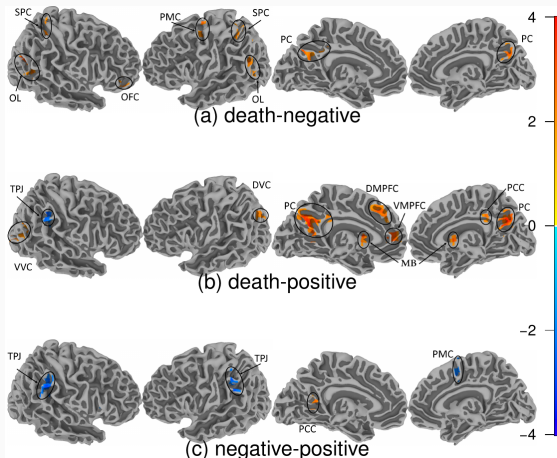 SPC
PMC
SPC
PC
PC
OL
OFC
OL
(a) death-negative
TPJ
DVC
PC
DMPFC
VMPFC
PCC
PC
VVC
MB
(b) death-positive
TPJ
TPJ
PMC
PCC
(c) negative-positive
4
2
0
−2
−4